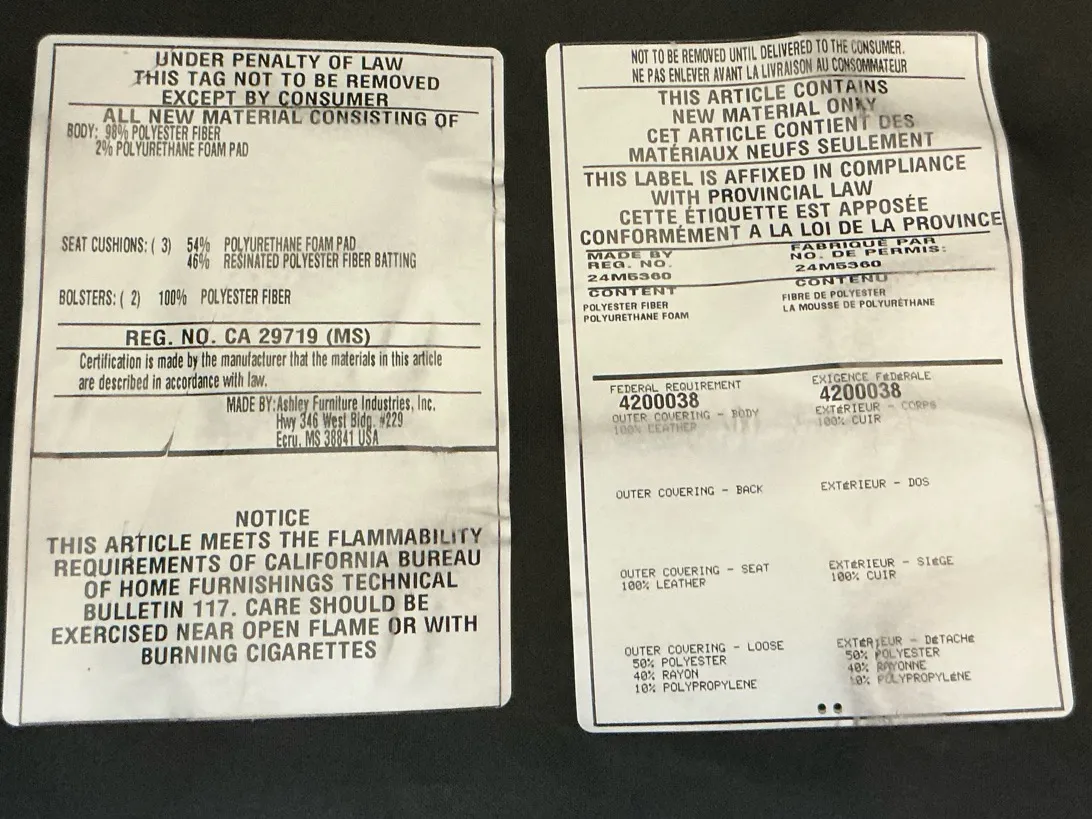 UNDER PENALTY OF LAW
THIS TAG NOT TO BE REMOVED
EXCEPT BY CONSUMER
ALL NEW MATERIAL CONSISTING OF
BODY: 98% POLYESTER FIBER
2% POLYURETHANE FOAM PAD
SEAT CUSHIONS: ( 3) 54% POLYURETHANE FOAM PAD
46% RESINATED POLYESTER FIBER BATTING
BOLSTERS: ( 2) 100% POLYESTER FIBER
REG. NO. CA 29719 (MS)
Certification is made by the manufacturer that the materials in this article
are described in accordance with law.
MADE BY:Ashley Furniture Industries, Inc.
Hwy 346 West Bldg. #229
Ecru, MS 38841 USA
NOTICE
THIS ARTICLE MEETS THE FLAMMABILITY
REQUIREMENTS OF CALIFORNIA BUREAU
OF HOME FURNISHINGS TECHNICAL
BULLETIN 117. CARE SHOULD BE
EXERCISED NEAR OPEN FLAME OR WITH
BURNING CIGARETTES
NOT TO BE REMOVED UNTIL DELIVERED TO THE CONSUMER.
NE PAS ENLEVER AVANT LA LIVRAISON AU CONSOMMATEUR
THIS ARTICLE CONTAINS
NEW MATERIAL ONLY
CET ARTICLE CONTIENT DES
MATÉRIAUX NEUFS SEULEMENT
THIS LABEL IS AFFIXED IN COMPLIANCE
WITH PROVINCIAL LAW
CETTE ÉTIQUETTE EST APPOSÉE
CONFORMÉMENT A LA LOI DE LA PROVINCE
MADE BY FABRIQUÉ PAR
REG. NO. NO. DE PERMIS:
24M5360 24M5360
CONTENT CONTENU
POLYESTER FIBER FIBRE DE POLYESTER
POLYURETHANE FOAM LA MOUSSE DE POLYURÉTHANE
FEDERAL REQUIREMENT EXIGENCE FéDéRALE
4200038 4200038
OUTER COVERING - BODY EXTéRIEUR - CORPS
100% LEATHER 100% CUIR
OUTER COVERING - BACK EXTéRIEUR - DOS
OUTER COVERING - SEAT EXTéRIEUR - SIèGE
100% LEATHER 100% CUIR
OUTER COVERING - LOOSE EXTéRIEUR - DéTACHé
50% POLYESTER 50% POLYESTER
40% RAYON 40% RAYONNE
10% POLYPROPYLENE 10% POLYPROPYLèNE